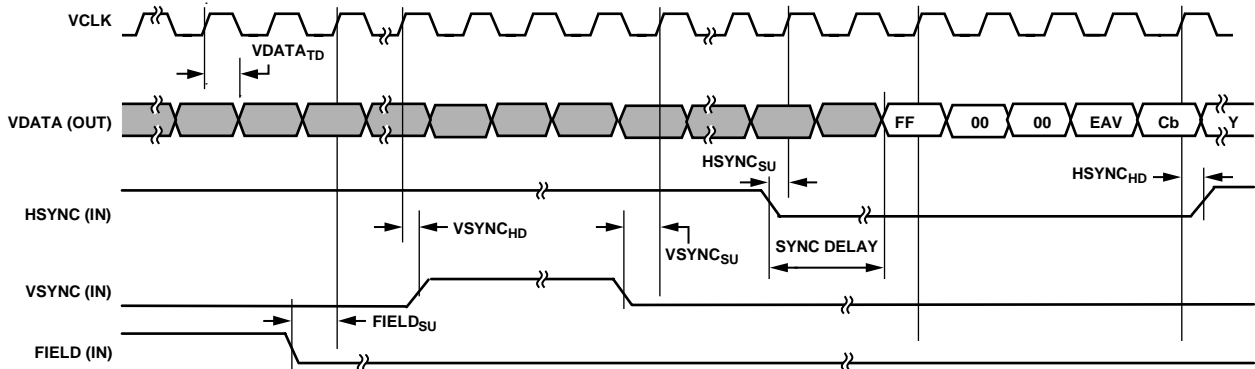 VCLK
VDATA_TD
VDATA (OUT)
FF 00 00 EAV Cb Y
HSYNC_SU
HSYNC_HD
HSYNC (IN)
VSYNC_HD
VSYNC_SU
SYNC DELAY
VSYNC (IN)
FIELD_SU
FIELD (IN)